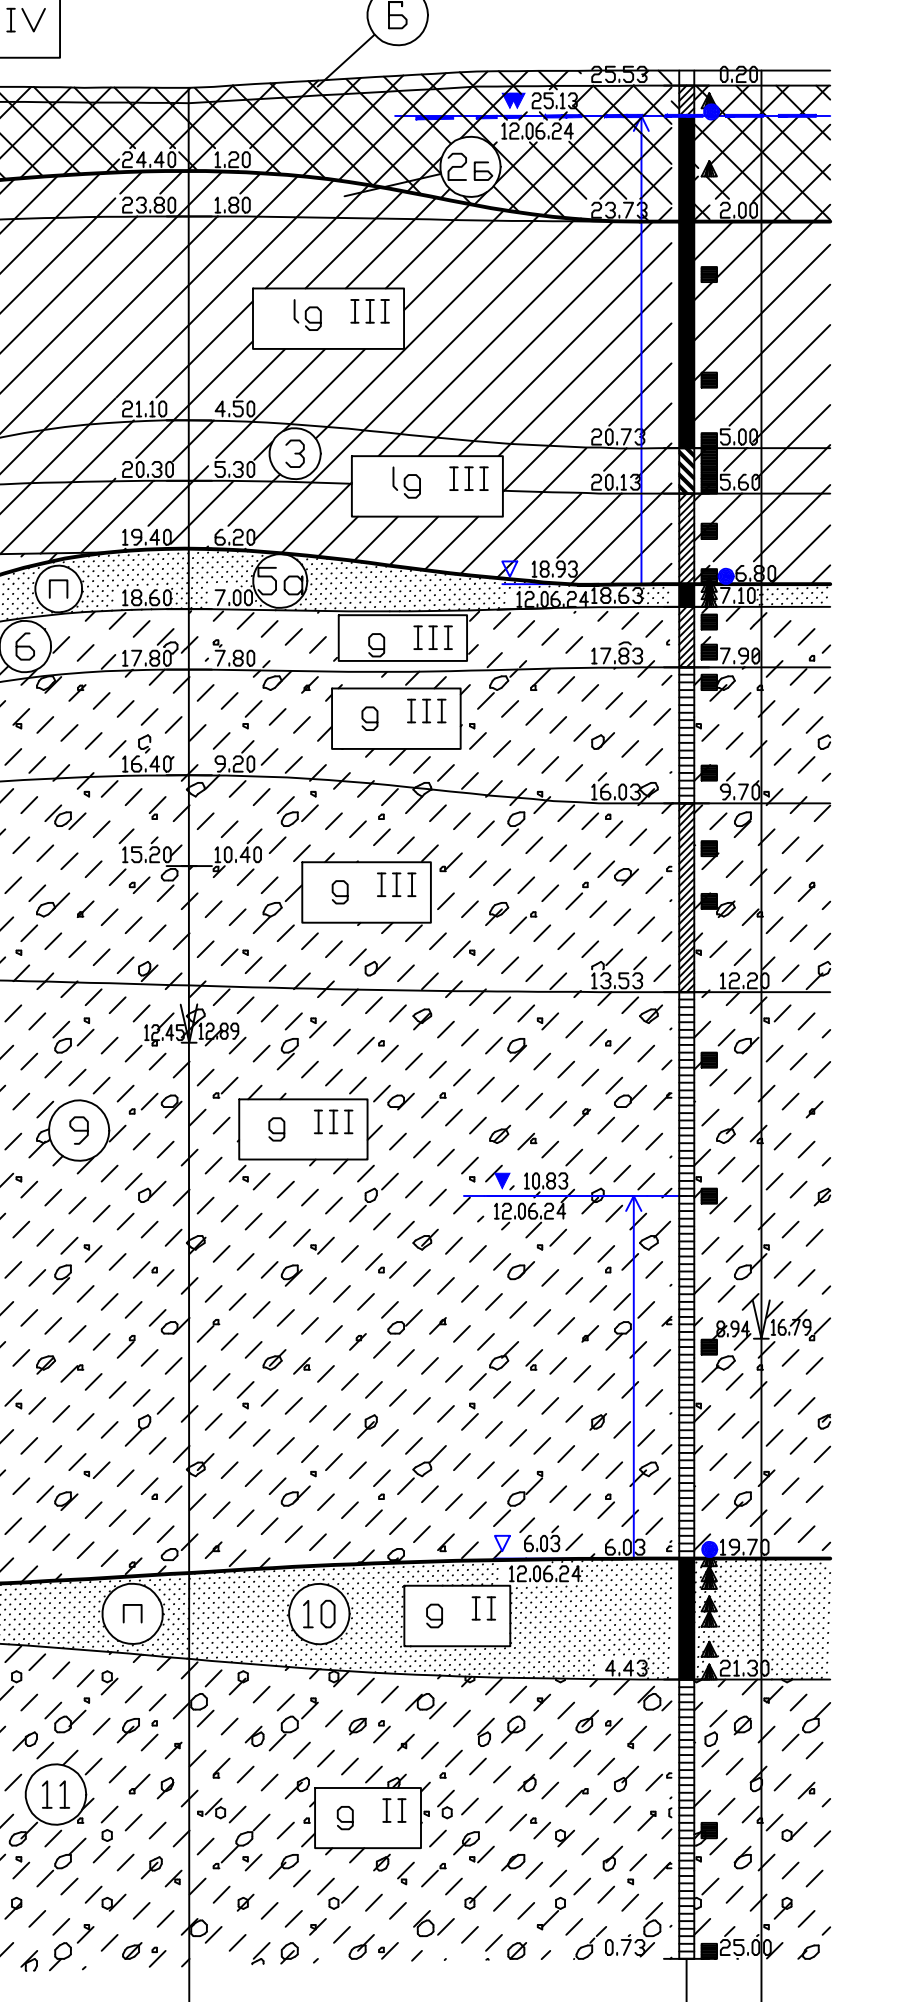 IV
Б
25.53 0.20
25.13
12.06.24
24.40 1.20
2Б
23.80 1.80
23.73 2.00
lg III
21.10 4.50
20.73 5.00
3
20.30 5.30
lg III
20.13 5.60
19.40 6.20
18.93
6.80
п
5а
12.06.24
18.63 7.10
18.60 7.00
6
g III
17.80 7.80
17.83 7.90
g III
16.40 9.20
16.03 9.70
15.20 10.40
g III
13.53 12.20
12.45 12.89
9
g III
10.83
12.06.24
8.94 16.79
6.03
6.03 19.70
12.06.24
п
10
g II
4.43 21.30
11
g II
0.73 25.00